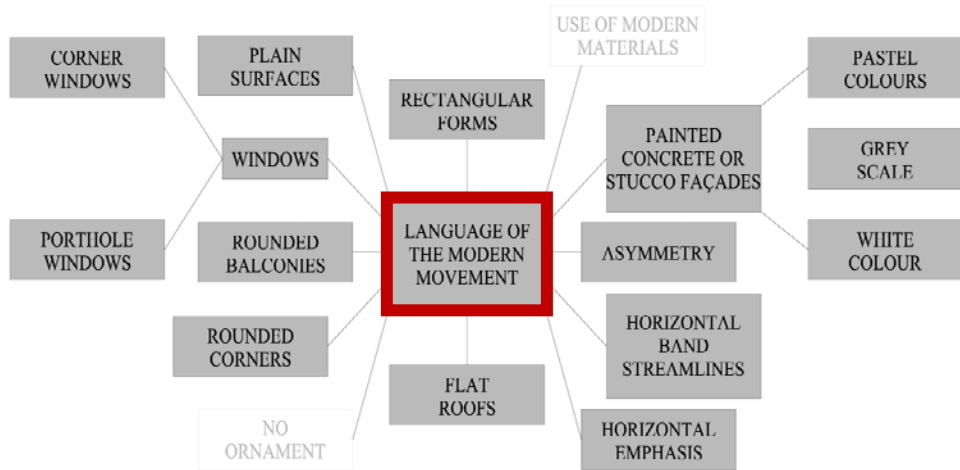 USE OF MODERN
MATERIALS
CORNER
WINDOWS
PLAIN
SURFACES
RECTANGULAR
FORMS
PAINTED
CONCRETE OR
STUCCO FAÇADES
PASTEL
COLOURS
WINDOWS
GREY
SCALE
PORTHOLE
WINDOWS
ROUNDED
BALCONIES
LANGUAGE OF
THE MODERN
MOVEMENT
ASYMMETRY
WHITE
COLOUR
ROUNDED
CORNERS
HORIZONTAL
BAND
STREAMLINES
FLAT
ROOFS
NO
ORNAMENT
HORIZONTAL
EMPHASIS